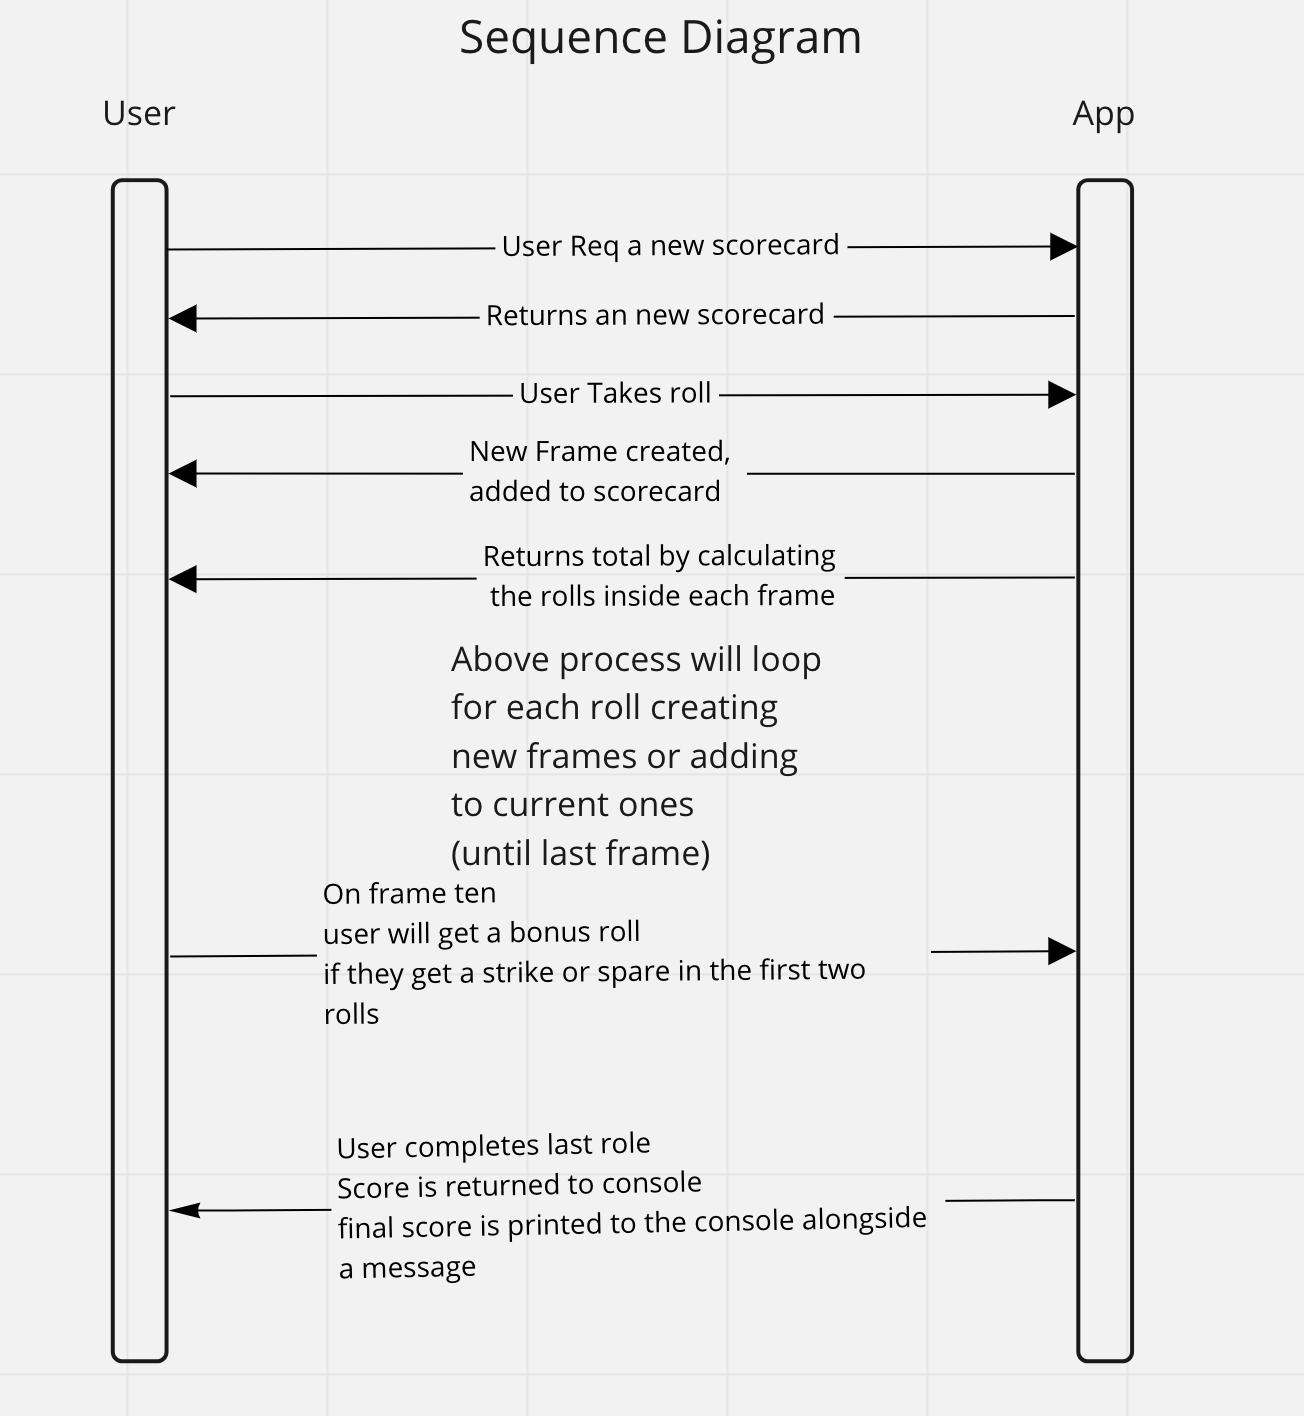 Sequence Diagram
User
App
User Req a new scorecard
Returns an new scorecard
User Takes roll
New Frame created,
added to scorecard
Returns total by calculating
the rolls inside each frame
Above process will loop
for each roll creating
new frames or adding
to current ones
(until last frame)
On frame ten
user will get a bonus roll
if they get a strike or spare in the first two
rolls
User completes last role
Score is returned to console
final score is printed to the console alongside
a message